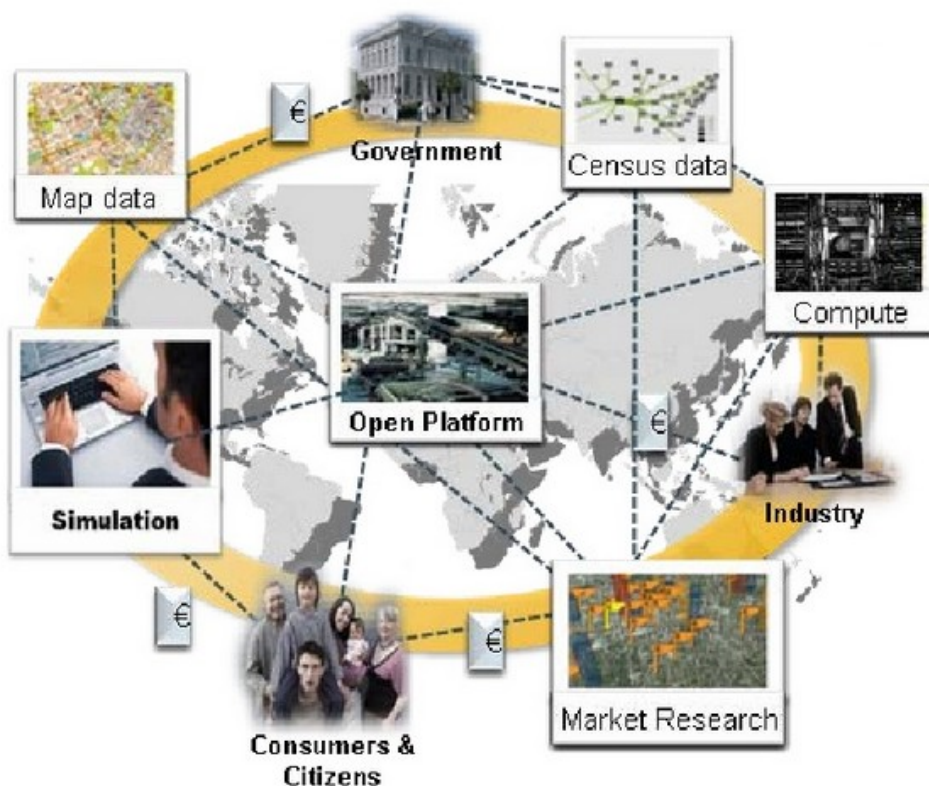 €
Government
Map data
Census data
Compute
Open Platform
€
Simulation
Industry
€
€
Consumers &
Citizens
Market Research